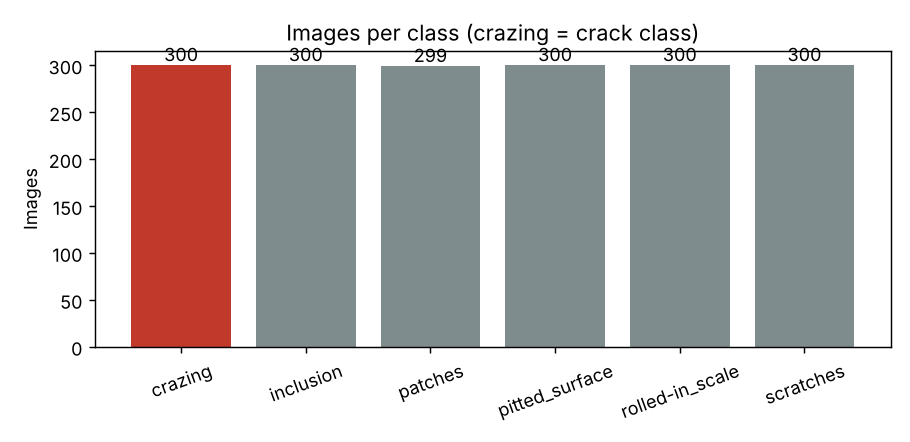 Images per class (crazing = crack class)
300 300 299 300 300 300
300
250
200
150
100
50
0
Images
crazing inclusion patches pitted_surface rolled-in_scale scratches